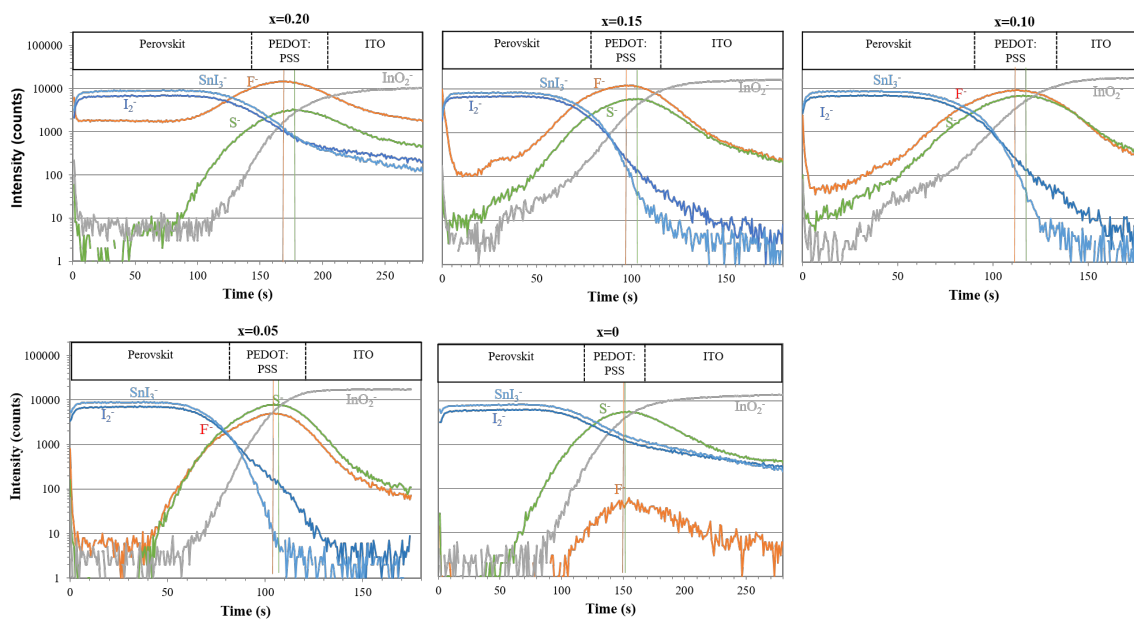 x=0.20
Perovskit PEDOT: PSS ITO
100000
10000
1000
100
10
1
Intensity (counts)
SnI₃⁻
F⁻
InO₂⁻
I₂⁻
S⁻
0 50 100 150 200 250
Time (s)
x=0.15
Perovskit PEDOT: PSS ITO
SnI₃⁻
F⁻
InO₂⁻
I₂⁻
S⁻
0 50 100 150
Time (s)
x=0.10
Perovskit PEDOT: PSS ITO
SnI₃⁻
F⁻
InO₂⁻
I₂⁻
S⁻
0 50 100 150
Time (s)
x=0.05
Perovskit PEDOT: PSS ITO
100000
10000
1000
100
10
1
Intensity (counts)
SnI₃⁻
S⁻
InO₂⁻
I₂⁻
F⁻
0 50 100 150
Time (s)
x=0
Perovskit PEDOT: PSS ITO
SnI₃⁻
S⁻
InO₂⁻
I₂⁻
F⁻
0 50 100 150 200 250
Time (s)